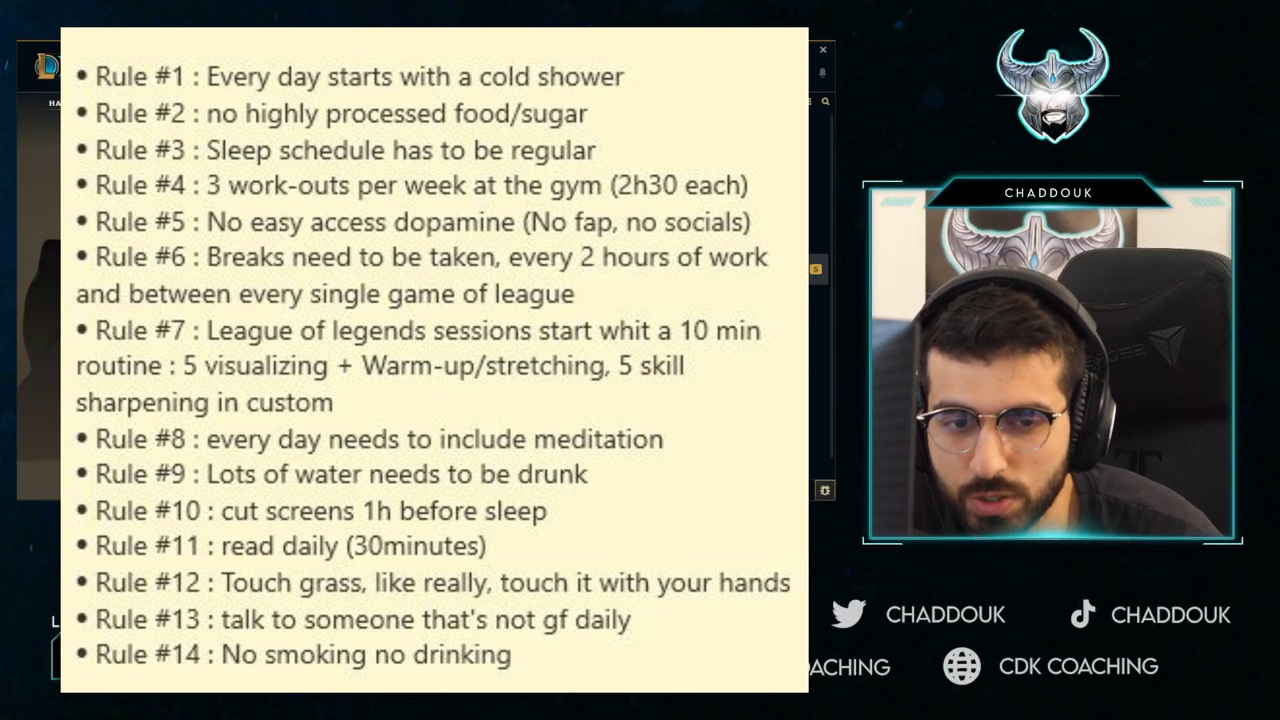 • Rule #1 : Every day starts with a cold shower
• Rule #2 : no highly processed food/sugar
• Rule #3 : Sleep schedule has to be regular
• Rule #4 : 3 work-outs per week at the gym (2h30 each)
• Rule #5 : No easy access dopamine (No fap, no socials)
• Rule #6 : Breaks need to be taken, every 2 hours of work
and between every single game of league
• Rule #7 : League of legends sessions start whit a 10 min
routine : 5 visualizing + Warm-up/stretching, 5 skill
sharpening in custom
• Rule #8 : every day needs to include meditation
• Rule #9 : Lots of water needs to be drunk
• Rule #10 : cut screens 1h before sleep
• Rule #11 : read daily (30minutes)
• Rule #12 : Touch grass, like really, touch it with your hands
• Rule #13 : talk to someone that's not gf daily
• Rule #14 : No smoking no drinking
HA
5
L
CHADDOUK
CHADDOUK
CHADDOUK
OACHING
CDK COACHING